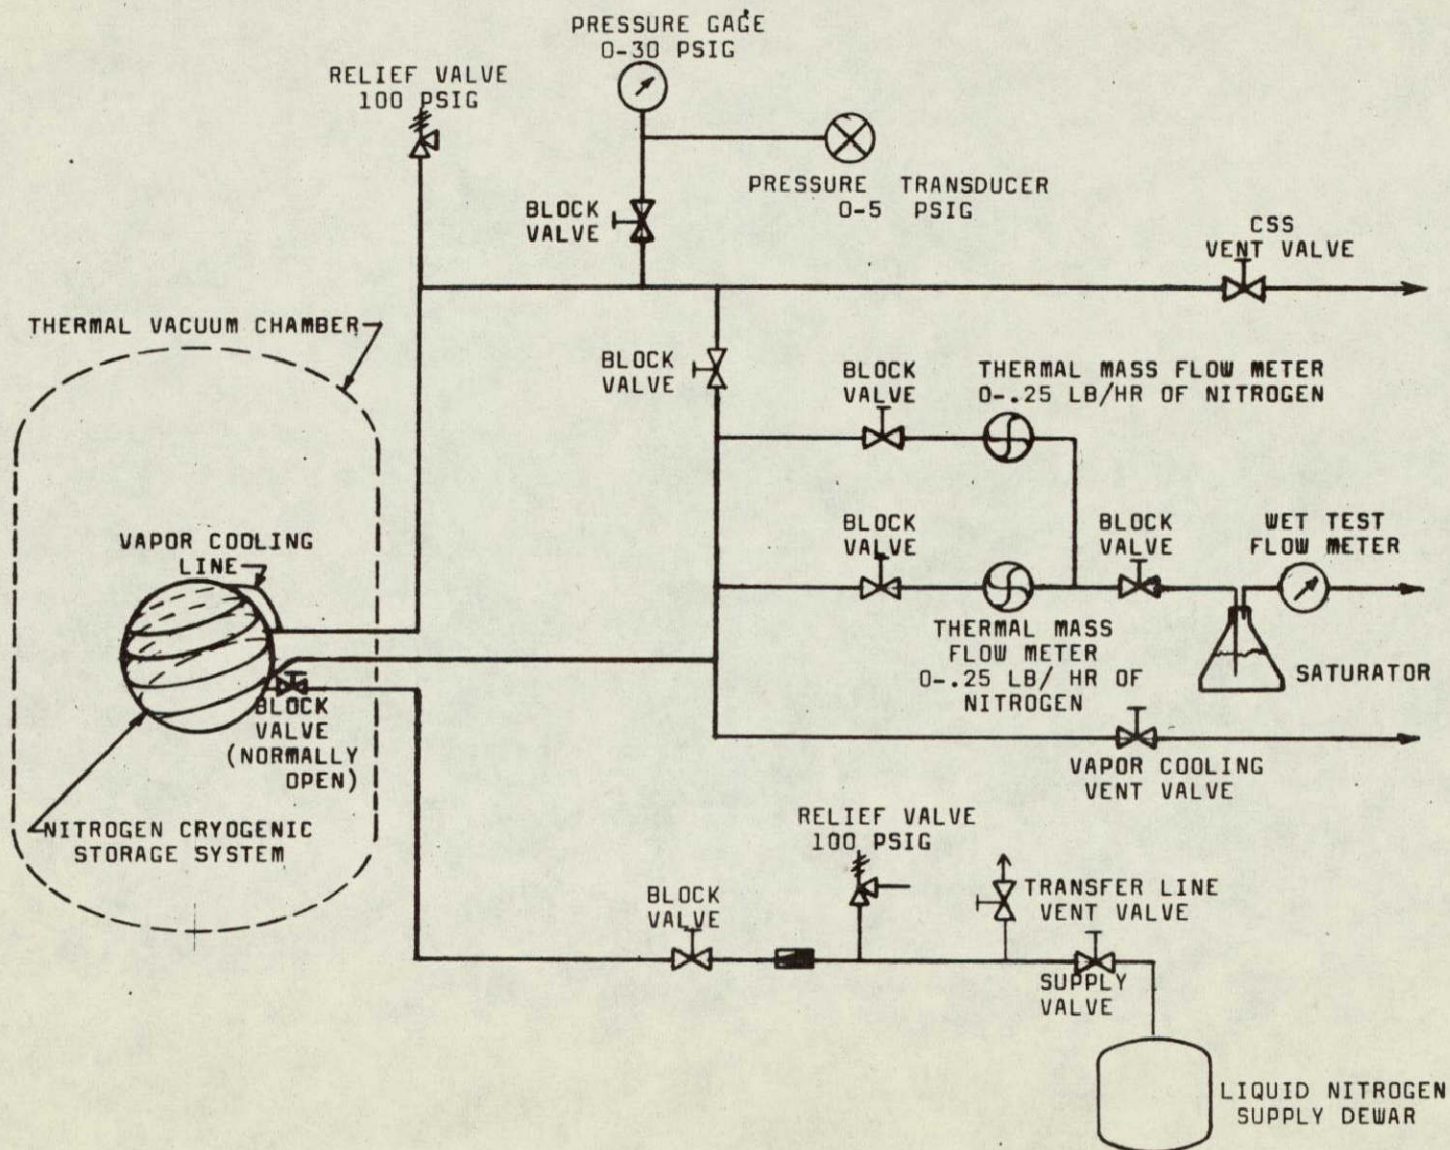 PRESSURE GAGE
0-30 PSIG
RELIEF VALVE
100 PSIG
PRESSURE TRANSDUCER
0-5 PSIG
BLOCK
VALVE
CSS
VENT VALVE
THERMAL VACUUM CHAMBER
BLOCK
VALVE
BLOCK
VALVE
THERMAL MASS FLOW METER
0-.25 LB/HR OF NITROGEN
VAPOR COOLING
LINE
BLOCK
VALVE
BLOCK
VALVE
WET TEST
FLOW METER
THERMAL MASS
FLOW METER
0-.25 LB/ HR OF
NITROGEN
SATURATOR
BLOCK
VALVE
(NORMALLY
OPEN)
VAPOR COOLING
VENT VALVE
NITROGEN CRYOGENIC
STORAGE SYSTEM
RELIEF VALVE
100 PSIG
BLOCK
VALVE
TRANSFER LINE
VENT VALVE
SUPPLY
VALVE
LIQUID NITROGEN
SUPPLY DEWAR